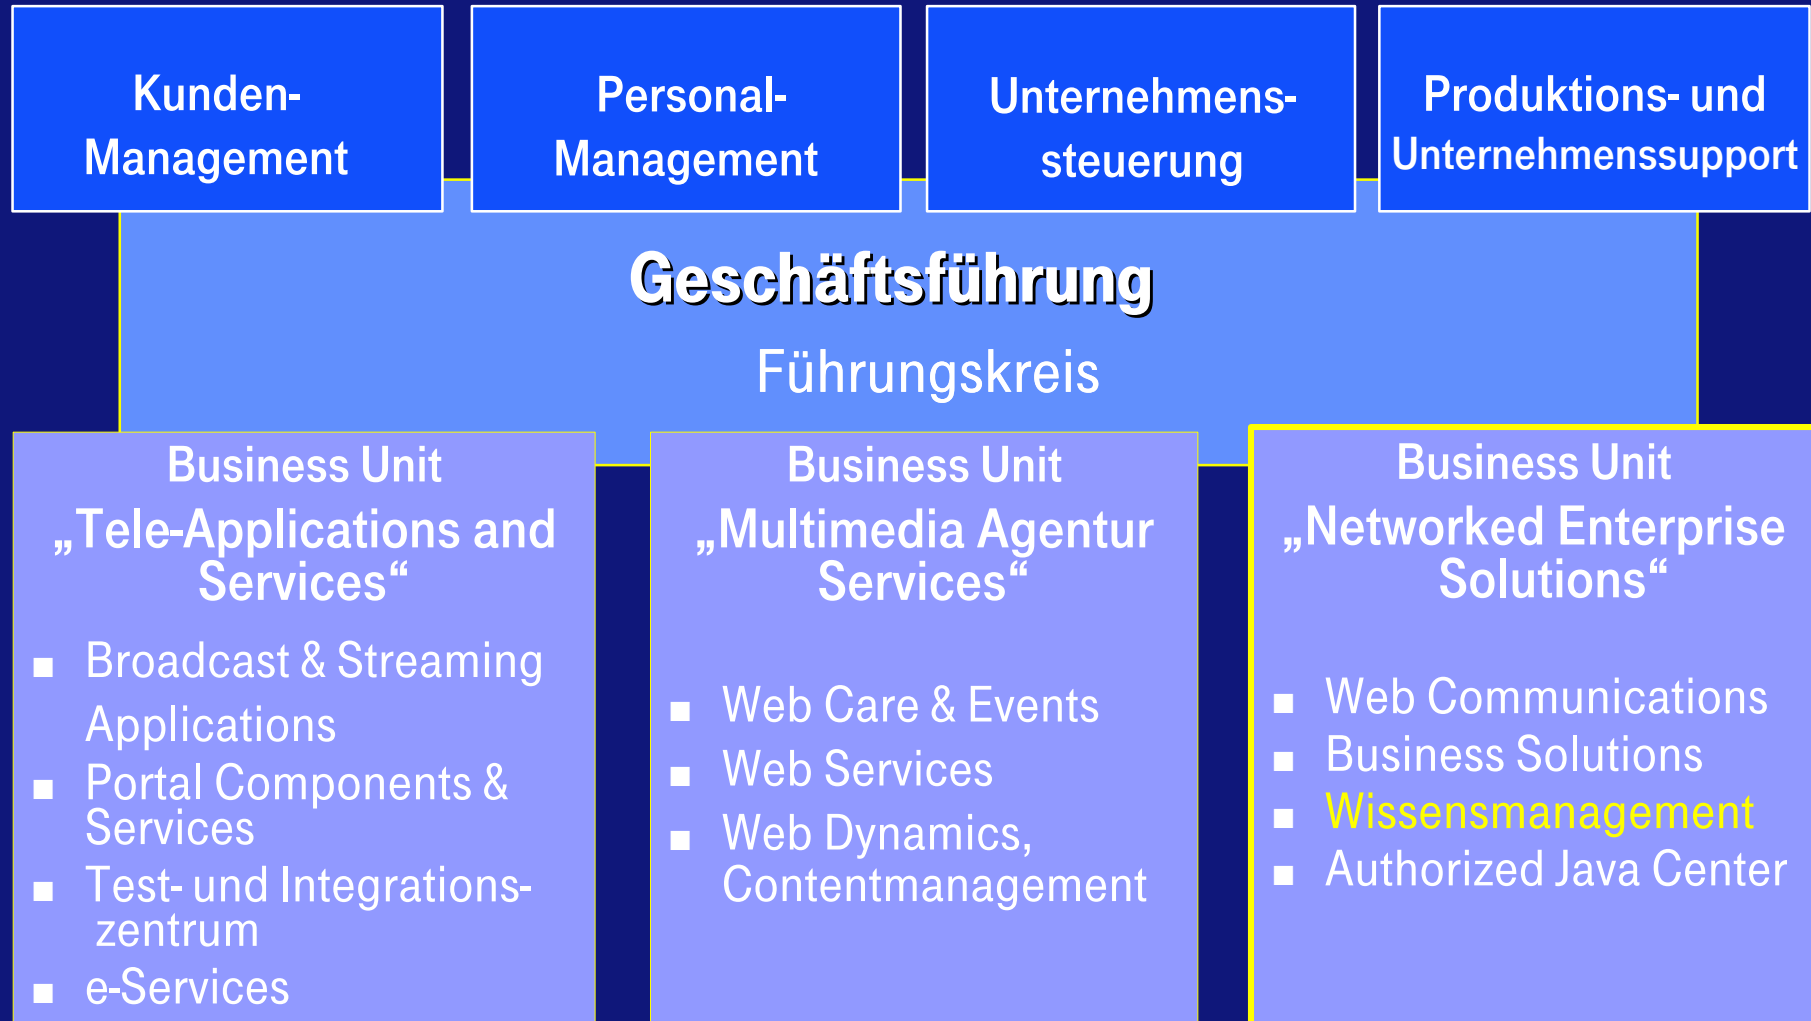 Kunden-
Management
Personal-
Management
Unternehmens-
steuerung
Produktions- und
Unternehmenssupport
Geschäftsführung
Führungskreis
Business Unit
„Tele-Applications and
Services“
■ Broadcast & Streaming
Applications
■ Portal Components &
Services
■ Test- und Integrations-
zentrum
■ e-Services
Business Unit
„Multimedia Agentur
Services“
■ Web Care & Events
■ Web Services
■ Web Dynamics,
Contentmanagement
Business Unit
„Networked Enterprise
Solutions“
■ Web Communications
■ Business Solutions
■ Wissensmanagement
■ Authorized Java Center